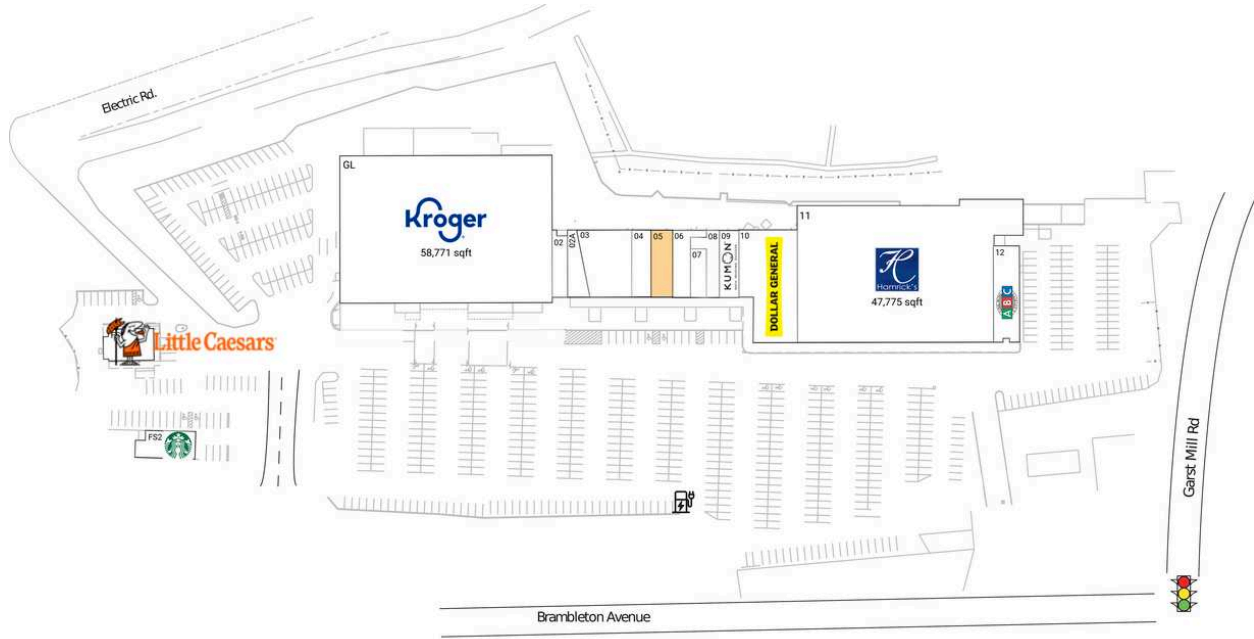 Electric Rd.
GL
Kroger
58,771 sqft
02
02A
03
04
05
06
07
08
09
KUMON
10
DOLLAR GENERAL
11
HC
Hamrick's
47,775 sqft
12
ABC
Little Caesars
FS2
Garst Mill Rd
Brambleton Avenue